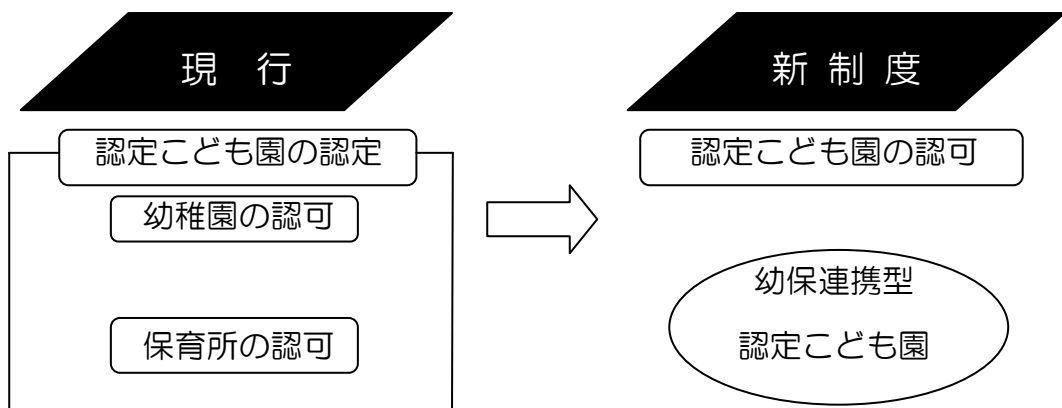 現 行
認定こども園の認定
幼稚園の認可
保育所の認可
新 制 度
認定こども園の認可
幼保連携型
認定こども園